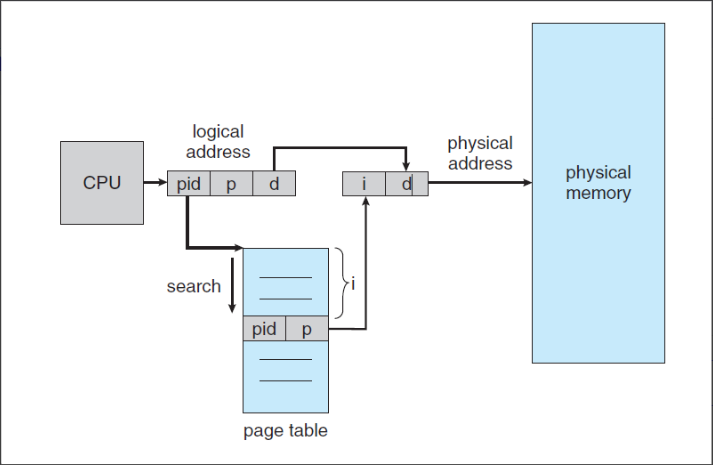 logical
address
physical
address
CPU
pid p d
i d
physical
memory
search
i
pid p
page table